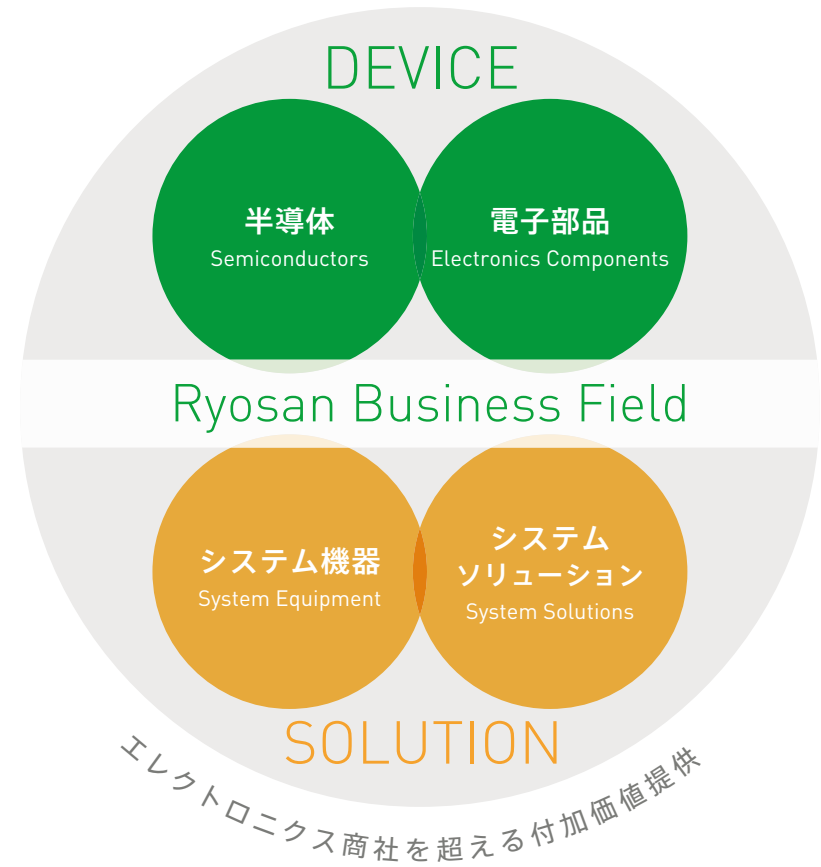 DEVICE
半導体
Semiconductors
電子部品
Electronics Components
Ryosan Business Field
システム機器
System Equipment
システム
ソリューション
System Solutions
SOLUTION
エレクトロニクス商社を超える付加価値提供